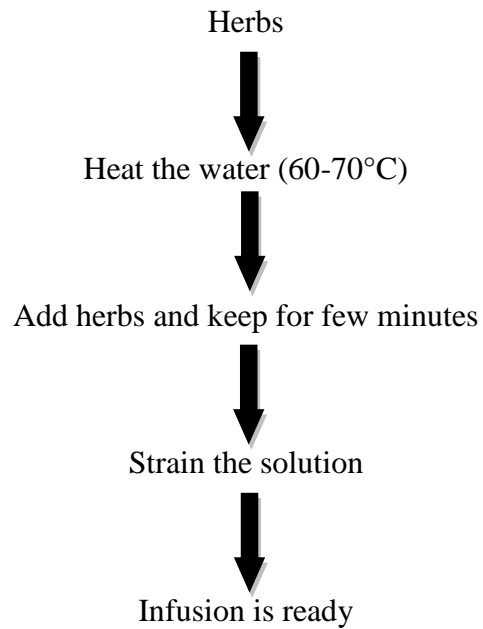 Herbs
Heat the water (60-70°C)
Add herbs and keep for few minutes
Strain the solution
Infusion is ready